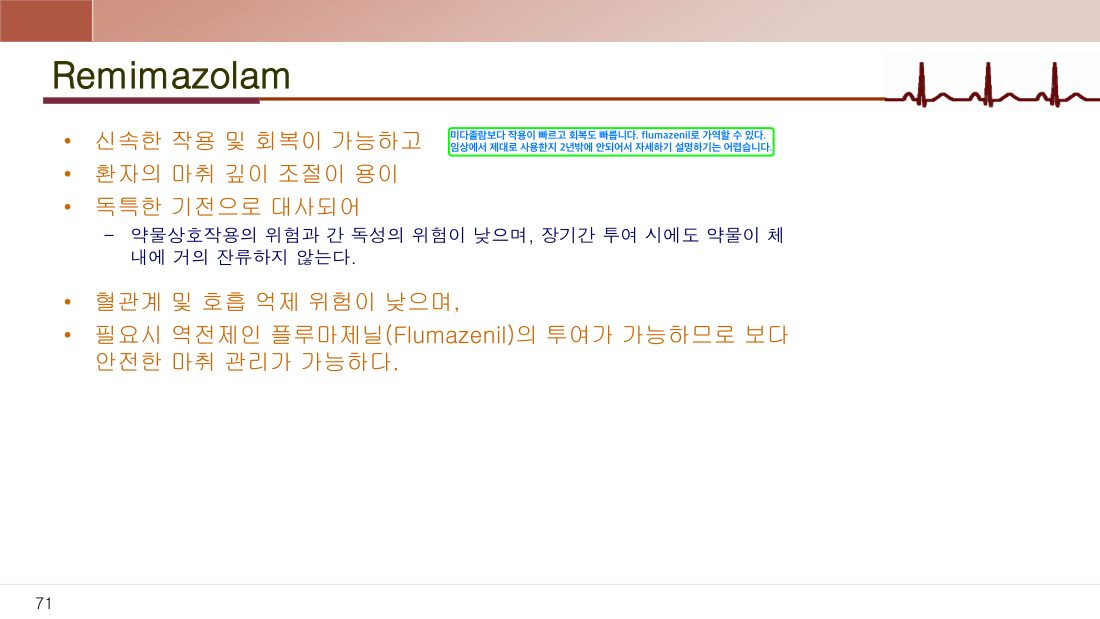 Remimazolam
• 신속한 작용 및 회복이 가능하고
미다졸람보다 작용이 빠르고 회복도 빠릅니다. flumazenil로 가역할 수 있다.
임상에서 제대로 사용한지 2년밖에 안되어서 자세하기 설명하기는 어렵습니다.
• 환자의 마취 깊이 조절이 용이
• 독특한 기전으로 대사되어
– 약물상호작용의 위험과 간 독성의 위험이 낮으며, 장기간 투여 시에도 약물이 체
내에 거의 잔류하지 않는다.
• 혈관계 및 호흡 억제 위험이 낮으며,
• 필요시 역전제인 플루마제닐(Flumazenil)의 투여가 가능하므로 보다
안전한 마취 관리가 가능하다.
71